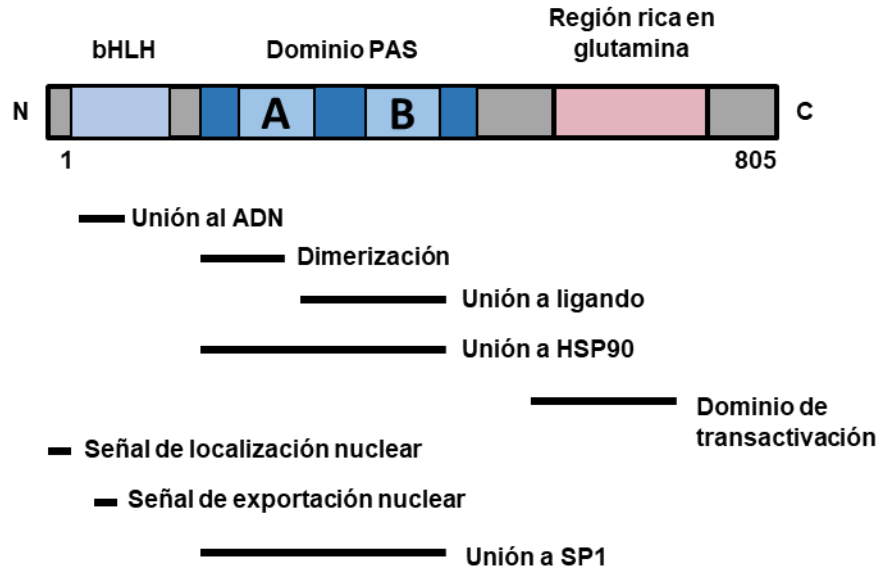 Región rica en
glutamina
bHLH
Dominio PAS
N
A
B
C
1
805
Unión al ADN
Dimerización
Unión a ligando
Unión a HSP90
Dominio de
transactivación
Señal de localización nuclear
Señal de exportación nuclear
Unión a SP1